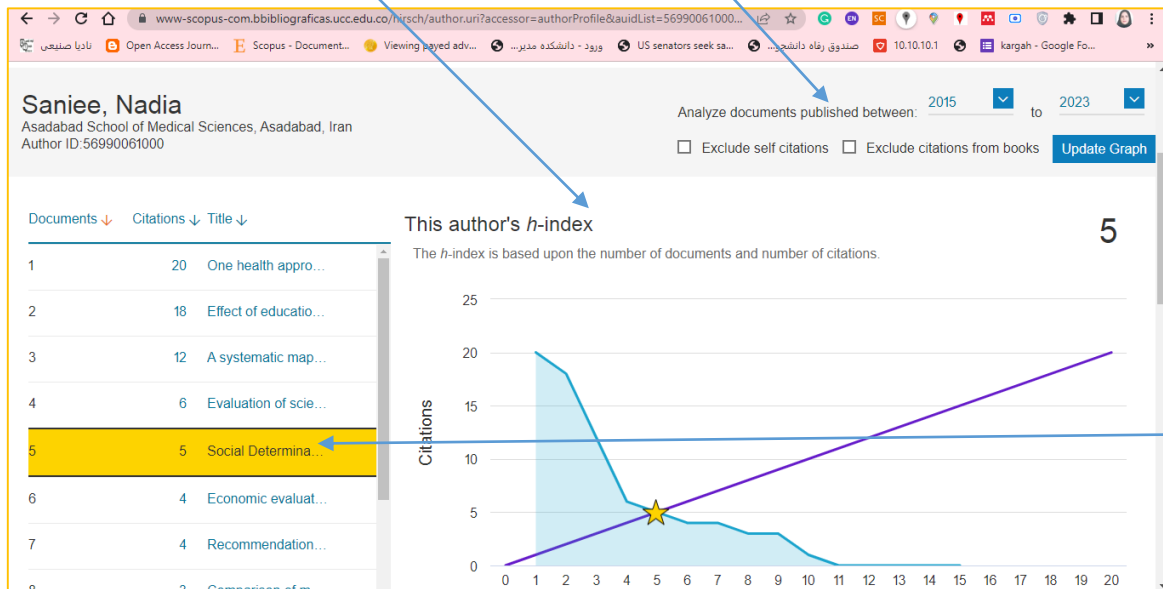 www-scopus-com.bbibliograficas.ucc.edu.co/hirsch/author.uri?accessor=authorProfile&auidList=56990061000...
نادیا صنیعی
Open Access Journ...
Scopus - Document...
Viewing payed adv...
ورود - دانشکده مدیر...
US senators seek sa...
صندوق رفاه دانشجو...
10.10.10.1
kargah - Google Fo...
»
Saniee, Nadia
Asadabad School of Medical Sciences, Asadabad, Iran
Author ID:56990061000
Analyze documents published between: 2015 to 2023
Exclude self citations Exclude citations from books Update Graph
Documents Citations Title
1 20 One health appro...
2 18 Effect of educatio...
3 12 A systematic map...
4 6 Evaluation of scie...
5 5 Social Determina...
6 4 Economic evaluat...
7 4 Recommendation...
This author's h-index 5
The h-index is based upon the number of documents and number of citations.
Citations
25
20
15
10
5
0
0 1 2 3 4 5 6 7 8 9 10 11 12 13 14 15 16 17 18 19 20